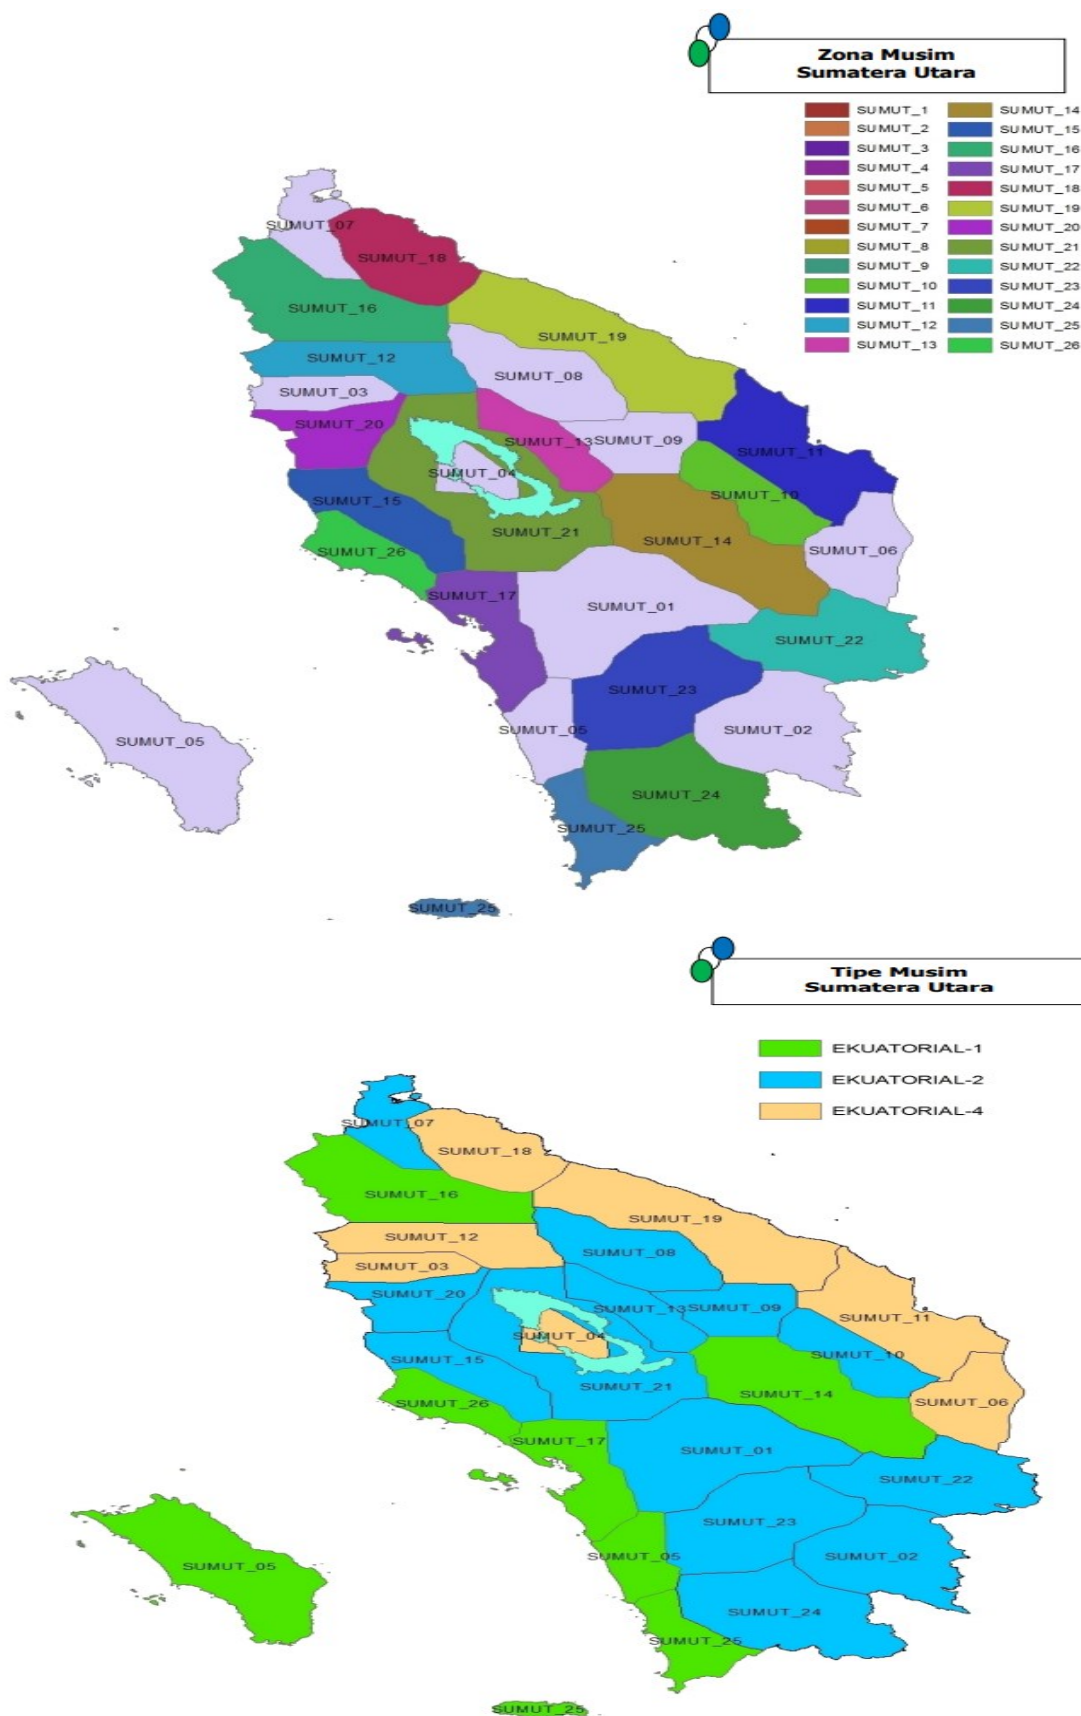 Zona Musim
Sumatera Utara
SUMUT_1
SUMUT_2
SUMUT_3
SUMUT_4
SUMUT_5
SUMUT_6
SUMUT_7
SUMUT_8
SUMUT_9
SUMUT_10
SUMUT_11
SUMUT_12
SUMUT_13
SUMUT_14
SUMUT_15
SUMUT_16
SUMUT_17
SUMUT_18
SUMUT_19
SUMUT_20
SUMUT_21
SUMUT_22
SUMUT_23
SUMUT_24
SUMUT_25
SUMUT_26
SUMUT_07
SUMUT_18
SUMUT_16
SUMUT_19
SUMUT_12
SUMUT_08
SUMUT_03
SUMUT_20
SUMUT_13
SUMUT_09
SUMUT_11
SUMUT_04
SUMUT_10
SUMUT_15
SUMUT_21
SUMUT_14
SUMUT_26
SUMUT_06
SUMUT_17
SUMUT_01
SUMUT_22
SUMUT_23
SUMUT_05
SUMUT_05
SUMUT_02
SUMUT_24
SUMUT_25
SUMUT_25
Tipe Musim
Sumatera Utara
EKUATORIAL-1
EKUATORIAL-2
EKUATORIAL-4
SUMUT_07
SUMUT_18
SUMUT_16
SUMUT_19
SUMUT_12
SUMUT_08
SUMUT_03
SUMUT_20
SUMUT_13
SUMUT_09
SUMUT_11
SUMUT_04
SUMUT_10
SUMUT_15
SUMUT_21
SUMUT_14
SUMUT_26
SUMUT_06
SUMUT_17
SUMUT_01
SUMUT_22
SUMUT_23
SUMUT_05
SUMUT_05
SUMUT_02
SUMUT_24
SUMUT_25
SUMUT_25